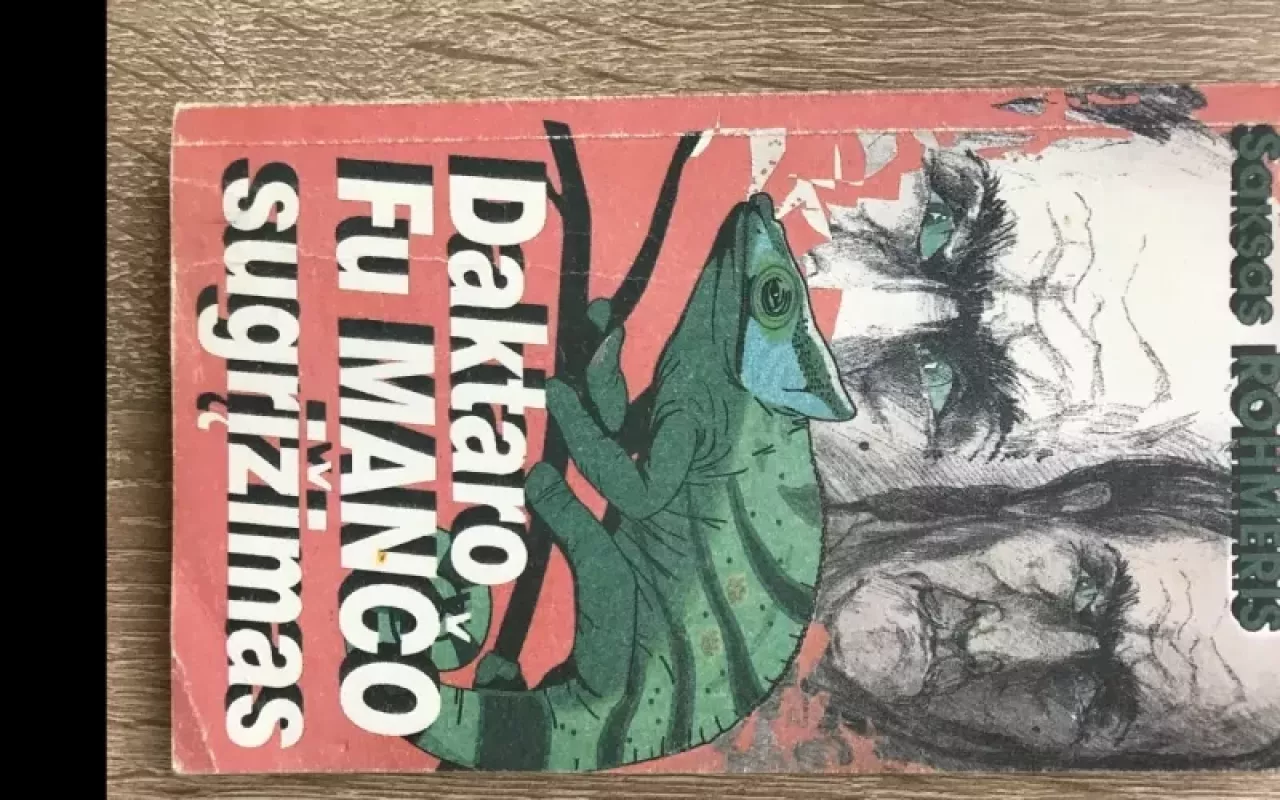 Saksas ROHMERIS
Daktaro
Fu MANČO
sugrįžimas